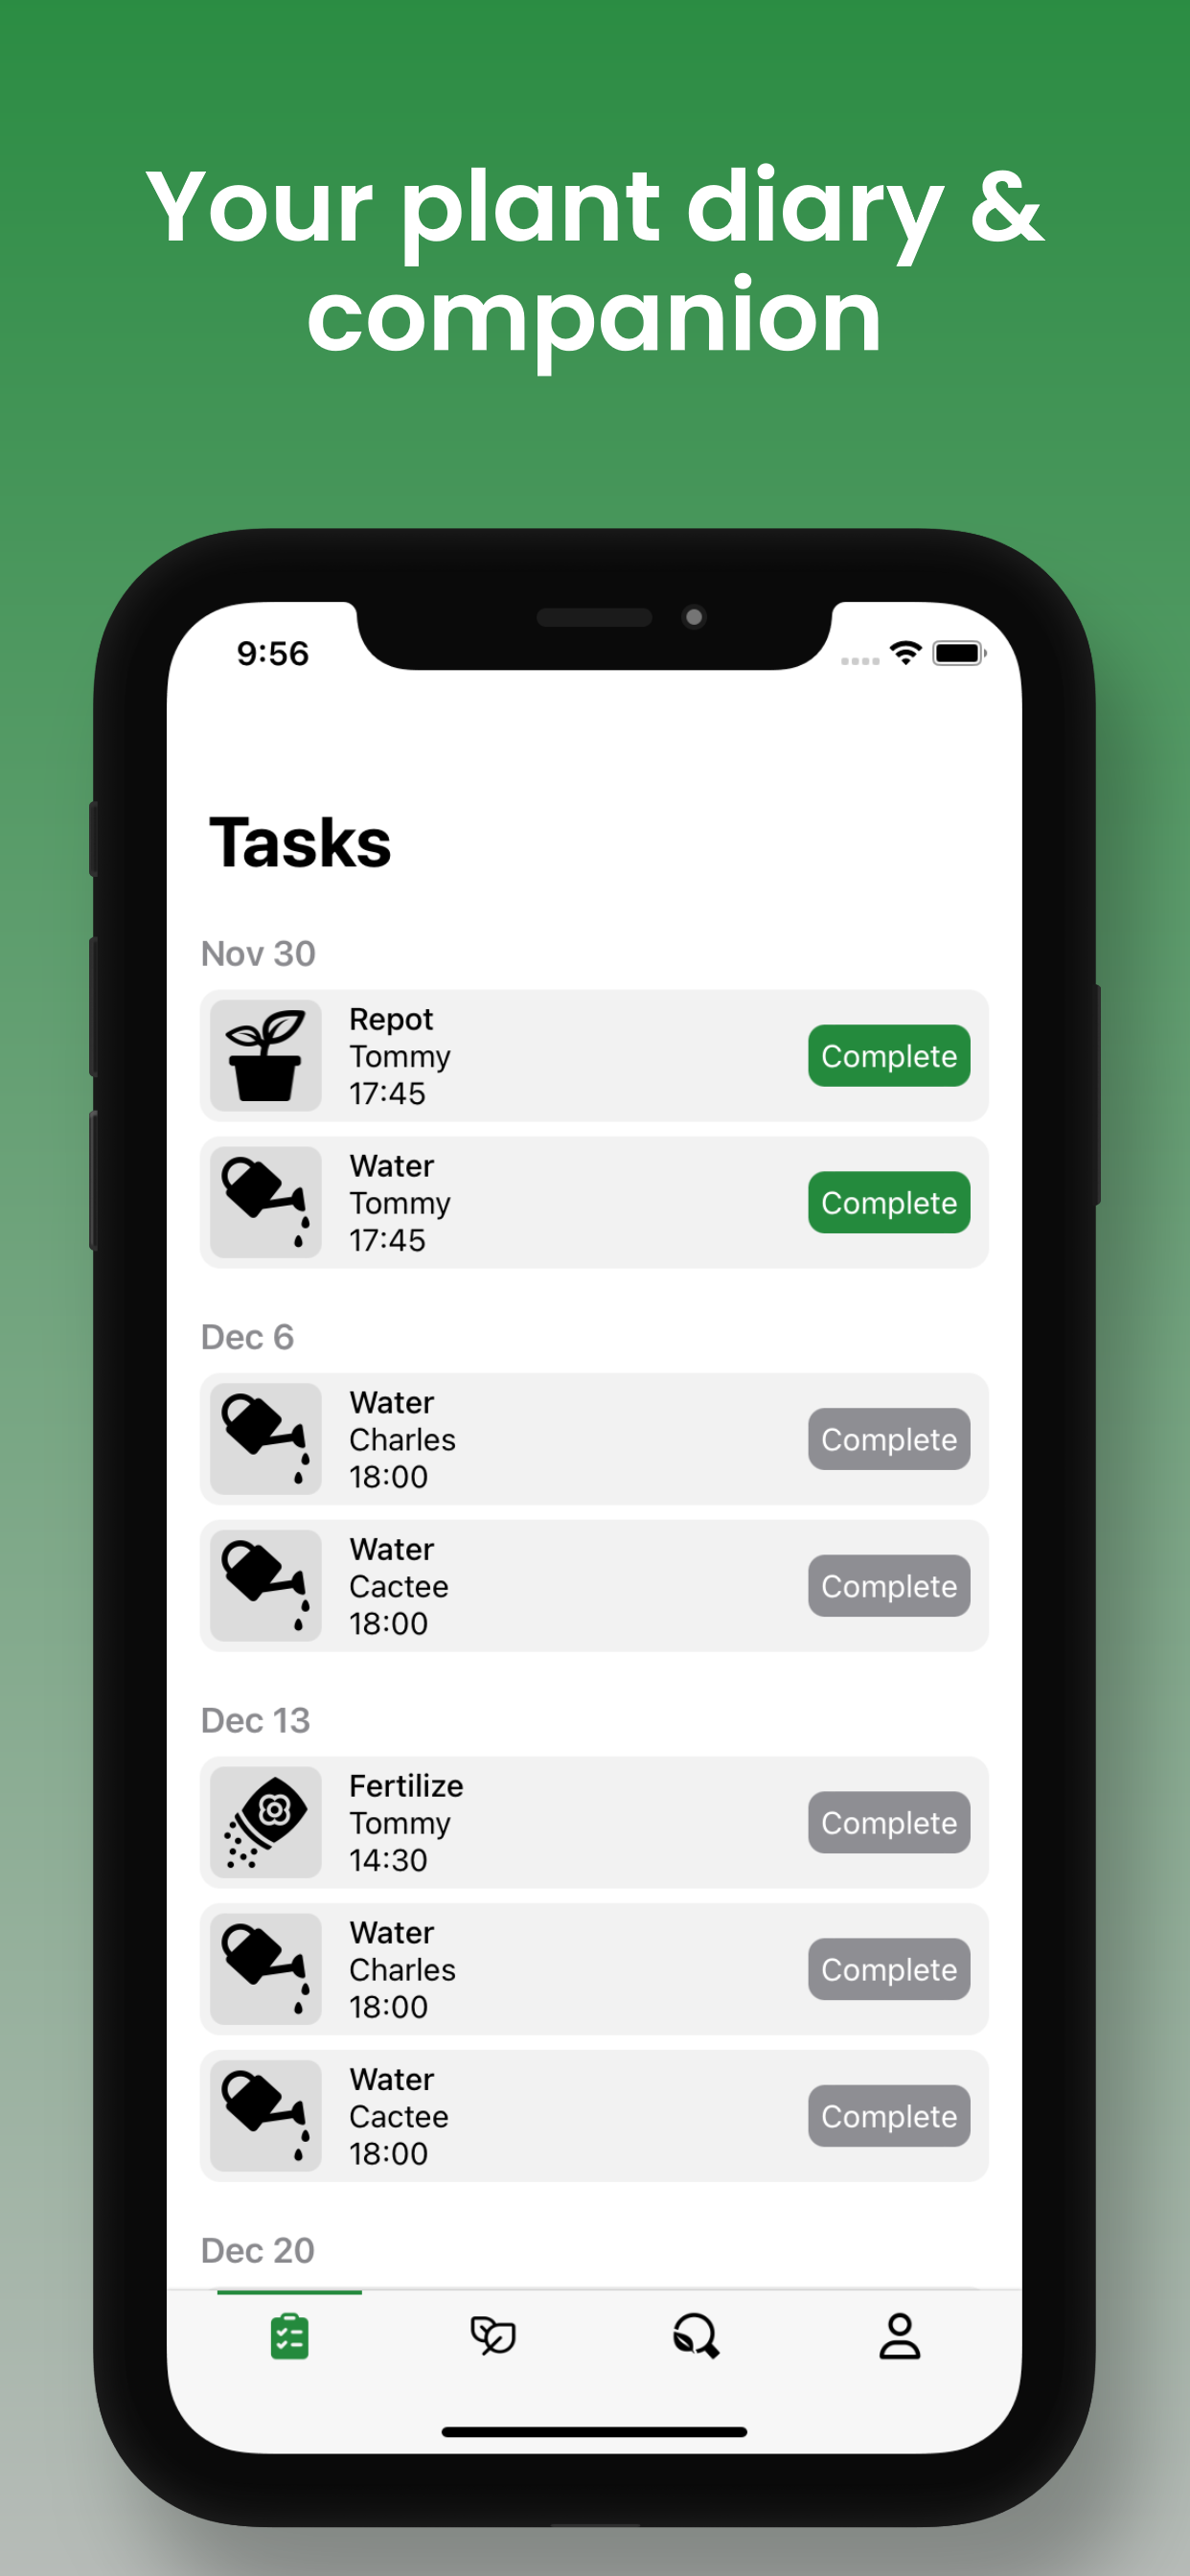 Your plant diary &
companion
9:56
Tasks
Nov 30
Repot
Tommy
17:45
Complete
Water
Tommy
17:45
Complete
Dec 6
Water
Charles
18:00
Complete
Water
Cactee
18:00
Complete
Dec 13
Fertilize
Tommy
14:30
Complete
Water
Charles
18:00
Complete
Water
Cactee
18:00
Complete
Dec 20